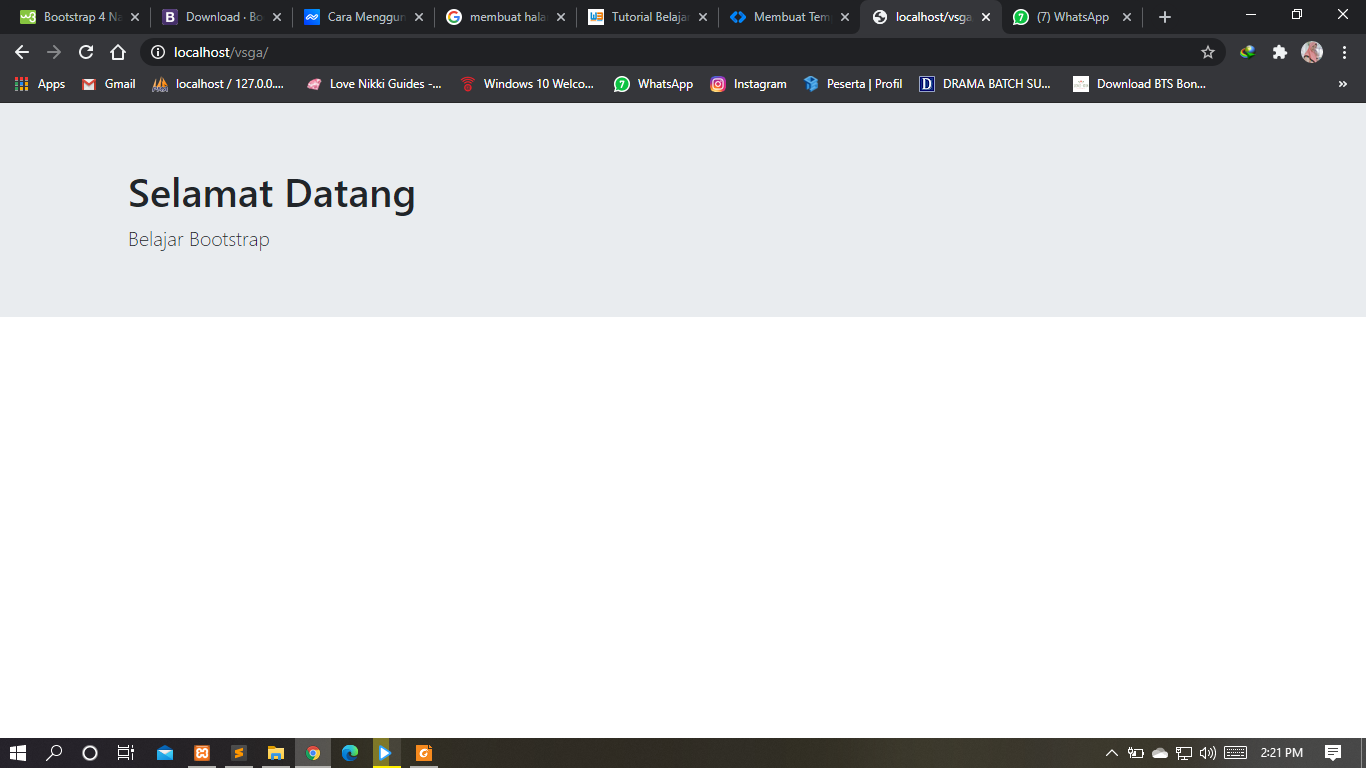 Bootstrap 4 Na
Download · Bo
Cara Menggun
membuat hala
Tutorial Belajar
Membuat Tem
localhost/vsga
(7) WhatsApp
localhost/vsga/
Apps
Gmail
localhost / 127.0.0....
Love Nikki Guides -...
Windows 10 Welco...
WhatsApp
Instagram
Peserta | Profil
DRAMA BATCH SU...
Download BTS Bon...
Selamat Datang
Belajar Bootstrap
2:21 PM